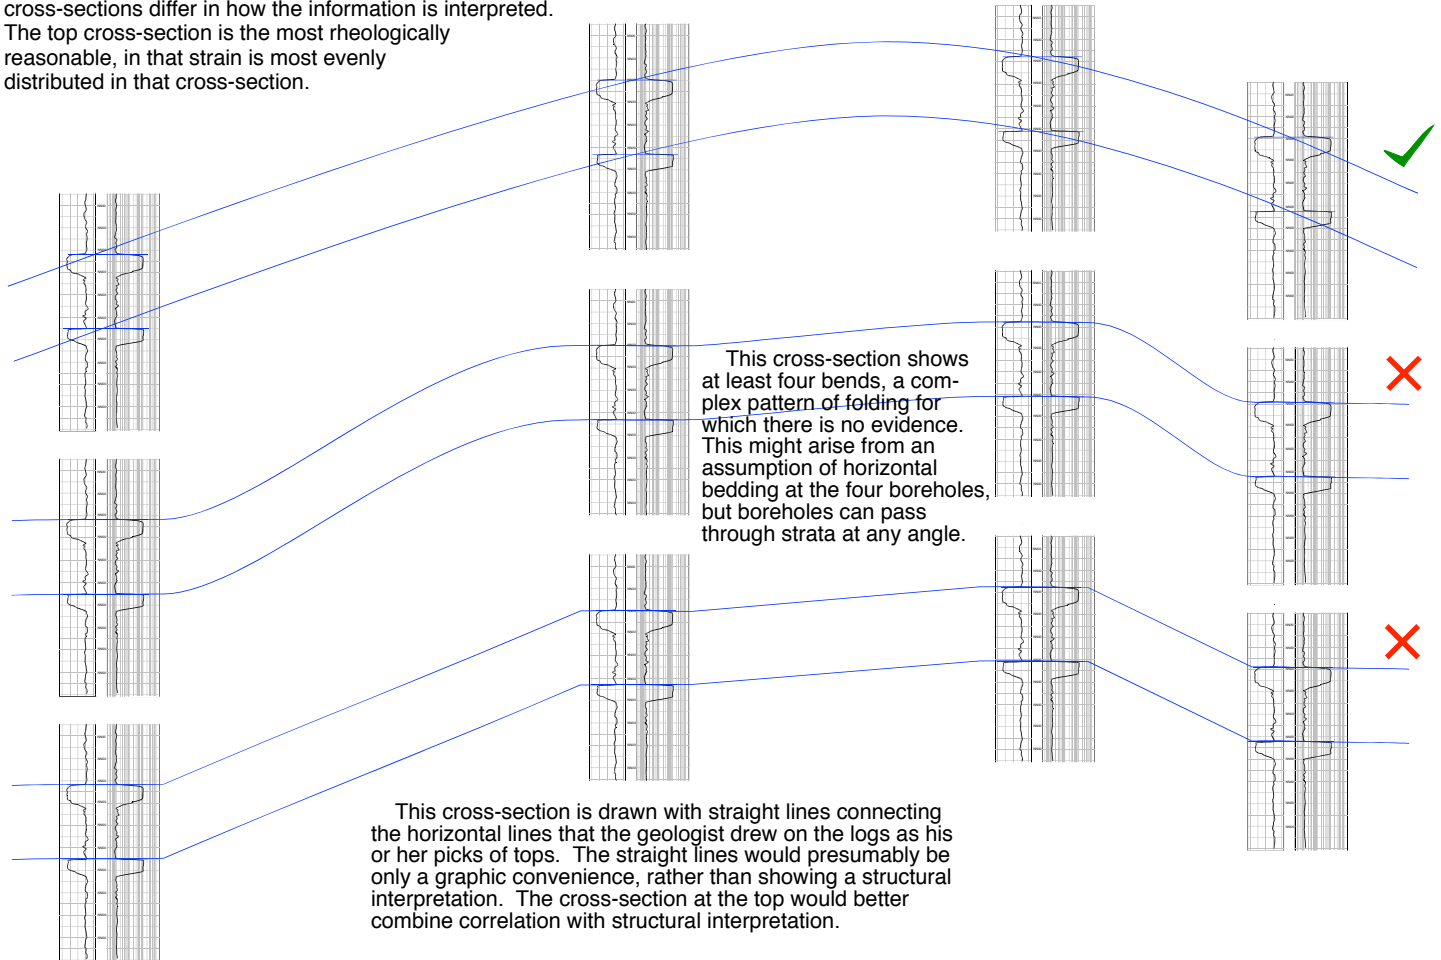 cross-sections differ in how the information is interpreted.
The top cross-section is the most rheologically
reasonable, in that strain is most evenly
distributed in that cross-section.
This cross-section shows
at least four bends, a com-
plex pattern of folding for
which there is no evidence.
This might arise from an
assumption of horizontal
bedding at the four boreholes,
but boreholes can pass
through strata at any angle.
This cross-section is drawn with straight lines connecting
the horizontal lines that the geologist drew on the logs as his
or her picks of tops.  The straight lines would presumably be
only a graphic convenience, rather than showing a structural
interpretation.  The cross-section at the top would better
combine correlation with structural interpretation.